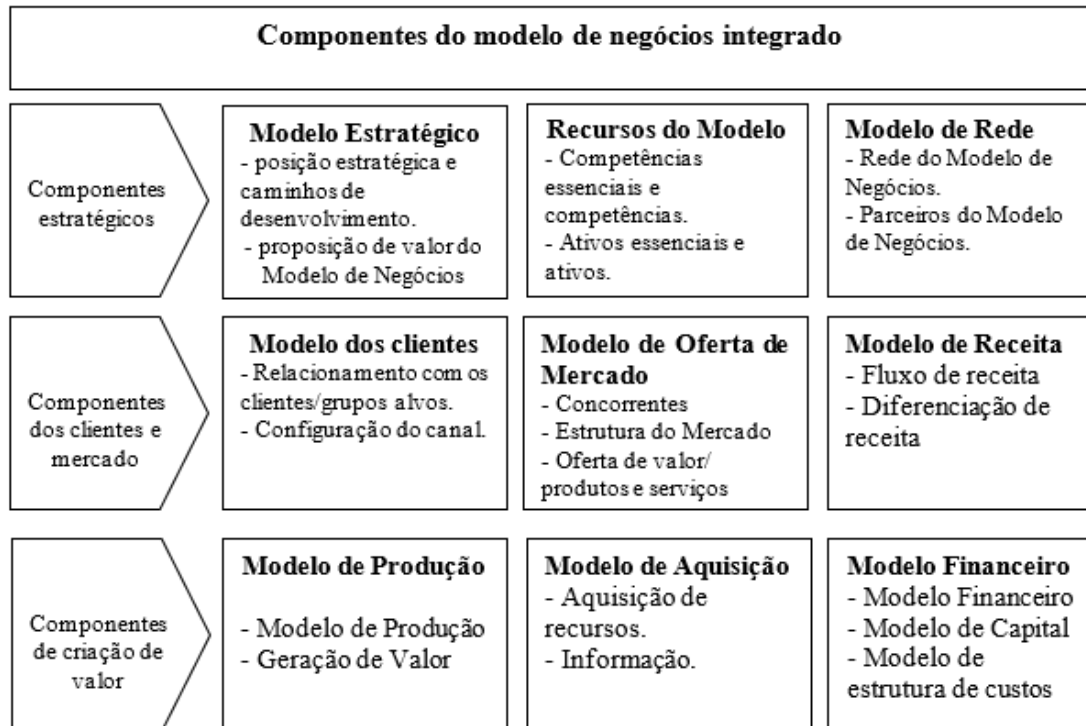 Componentes do modelo de negócios integrado
Componentes
estratégicos
Modelo Estratégico
- posição estratégica e
caminhos de
desenvolvimento.
- proposição de valor do
Modelo de Negócios
Recursos do Modelo
- Competências
essenciais e
competências.
- Ativos essenciais e
ativos.
Modelo de Rede
- Rede do Modelo de
Negócios.
- Parceiros do Modelo
de Negócios.
Componentes
dos clientes e
mercado
Modelo dos clientes
- Relacionamento com os
clientes/grupos alvos.
- Configuração do canal.
Modelo de Oferta de
Mercado
- Concorrentes
- Estrutura do Mercado
- Oferta de valor/
produtos e serviços
Modelo de Receita
- Fluxo de receita
- Diferenciação de
receita
Componentes
de criação de
valor
Modelo de Produção
- Modelo de Produção
- Geração de Valor
Modelo de Aquisição
- Aquisição de
recursos.
- Informação.
Modelo Financeiro
- Modelo Financeiro
- Modelo de Capital
- Modelo de
estrutura de custos